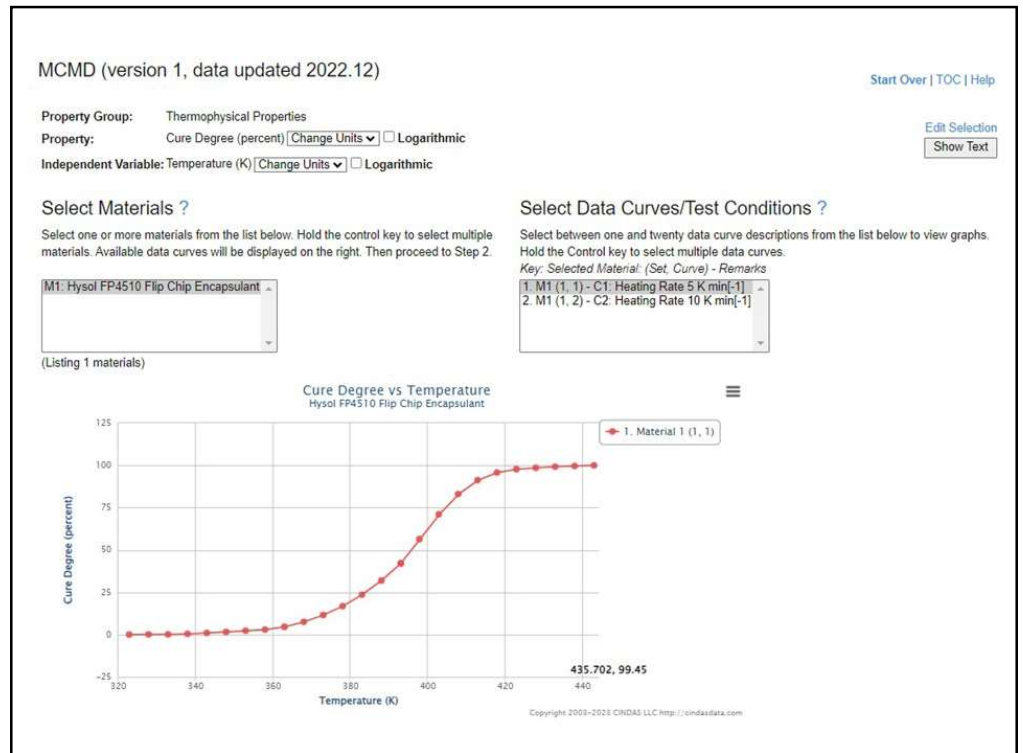 MCMD (version 1, data updated 2022.12)
Start Over | TOC | Help
Property Group: Thermophysical Properties
Property: Cure Degree (percent) Change Units Logarithmic
Independent Variable: Temperature (K) Change Units Logarithmic
Edit Selection
Show Text
Select Materials ?
Select one or more materials from the list below. Hold the control key to select multiple
materials. Available data curves will be displayed on the right. Then proceed to Step 2.
M1: Hysol FP4510 Flip Chip Encapsulant
(Listing 1 materials)
Select Data Curves/Test Conditions ?
Select between one and twenty data curve descriptions from the list below to view graphs.
Hold the Control key to select multiple data curves.
Key: Selected Material: (Set, Curve) - Remarks
1. M1 (1, 1) - C1: Heating Rate 5 K min[-1]
2. M1 (1, 2) - C2: Heating Rate 10 K min[-1]
Cure Degree vs Temperature
Hysol FP4510 Flip Chip Encapsulant
1. Material 1 (1, 1)
Cure Degree (percent)
125
100
75
50
25
0
-25
320 340 360 380 400 420 440
435.702, 99.45
Temperature (K)
Copyright 2003-2023 CINDAS LLC http://cindasdata.com